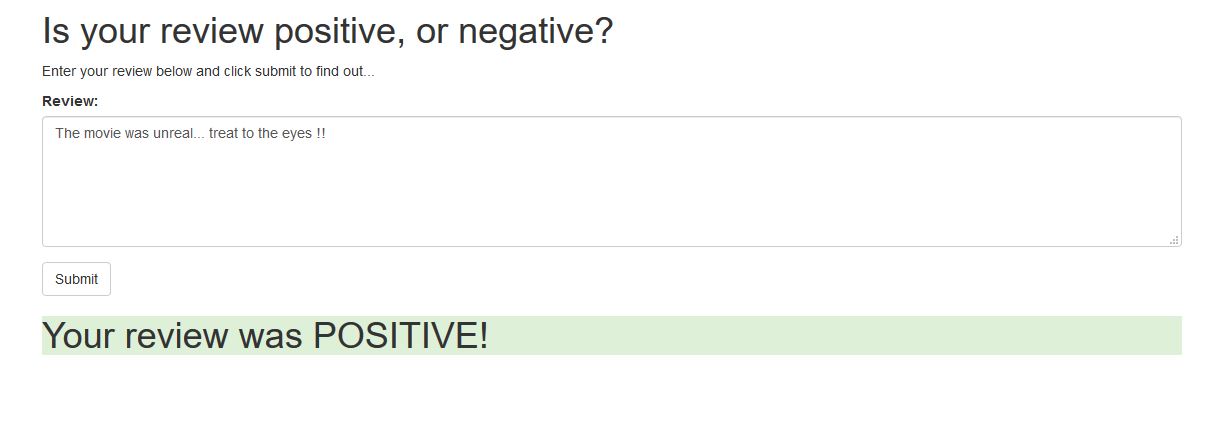 Is your review positive, or negative?
Enter your review below and click submit to find out...
Review:
The movie was unreal... treat to the eyes !!
Submit
Your review was POSITIVE!